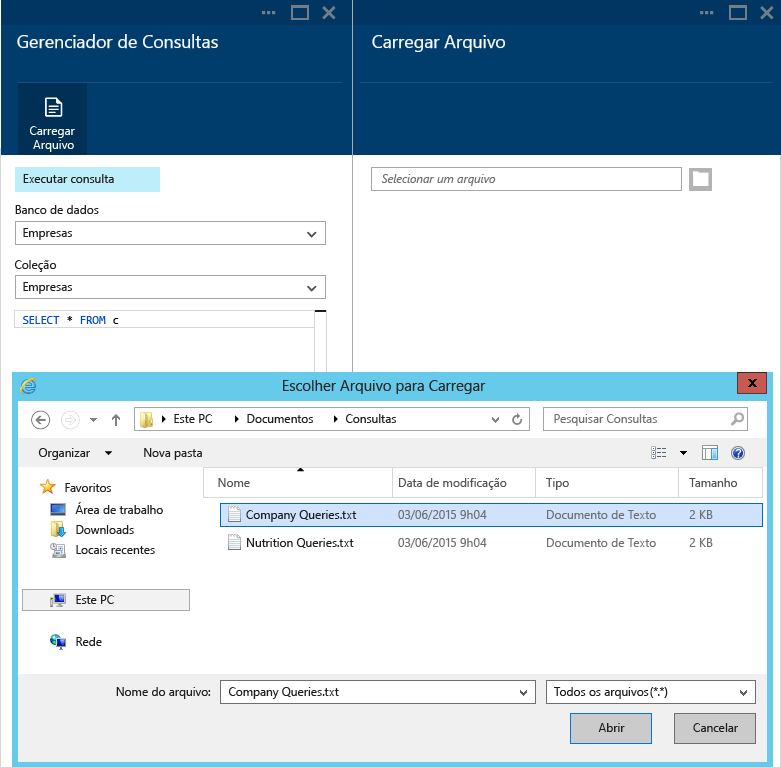 Gerenciador de Consultas
Carregar Arquivo
Carregar
Arquivo
Executar consulta
Selecionar um arquivo
Banco de dados
Empresas
Coleção
Empresas
SELECT * FROM c
Escolher Arquivo para Carregar
Este PC
Documentos
Consultas
Pesquisar Consultas
Organizar
Nova pasta
Nome
Data de modificação
Tipo
Tamanho
Favoritos
Área de trabalho
Downloads
Locais recentes
Este PC
Rede
Company Queries.txt 03/06/2015 9h04 Documento de Texto 2 KB
Nutrition Queries.txt 03/06/2015 9h04 Documento de Texto 2 KB
Nome do arquivo: Company Queries.txt
Todos os arquivos(*.*)
Abrir
Cancelar